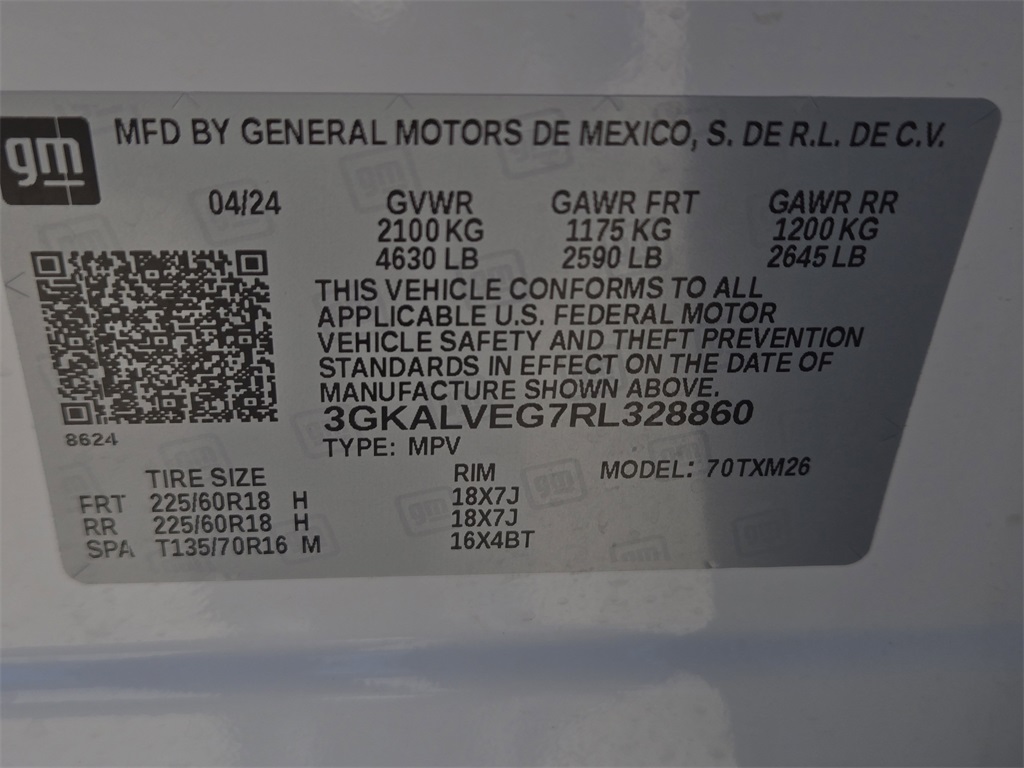 gm
MFD BY GENERAL MOTORS DE MEXICO, S. DE R.L. DE C.V.
04/24 GVWR GAWR FRT GAWR RR
2100 KG 1175 KG 1200 KG
4630 LB 2590 LB 2645 LB
THIS VEHICLE CONFORMS TO ALL
APPLICABLE U.S. FEDERAL MOTOR
VEHICLE SAFETY AND THEFT PREVENTION
STANDARDS IN EFFECT ON THE DATE OF
MANUFACTURE SHOWN ABOVE.
3GKALVEG7RL328860
8624
TYPE: MPV
TIRE SIZE RIM MODEL: 70TXM26
FRT 225/60R18 H 18X7J
RR 225/60R18 H 18X7J
SPA T135/70R16 M 16X4BT